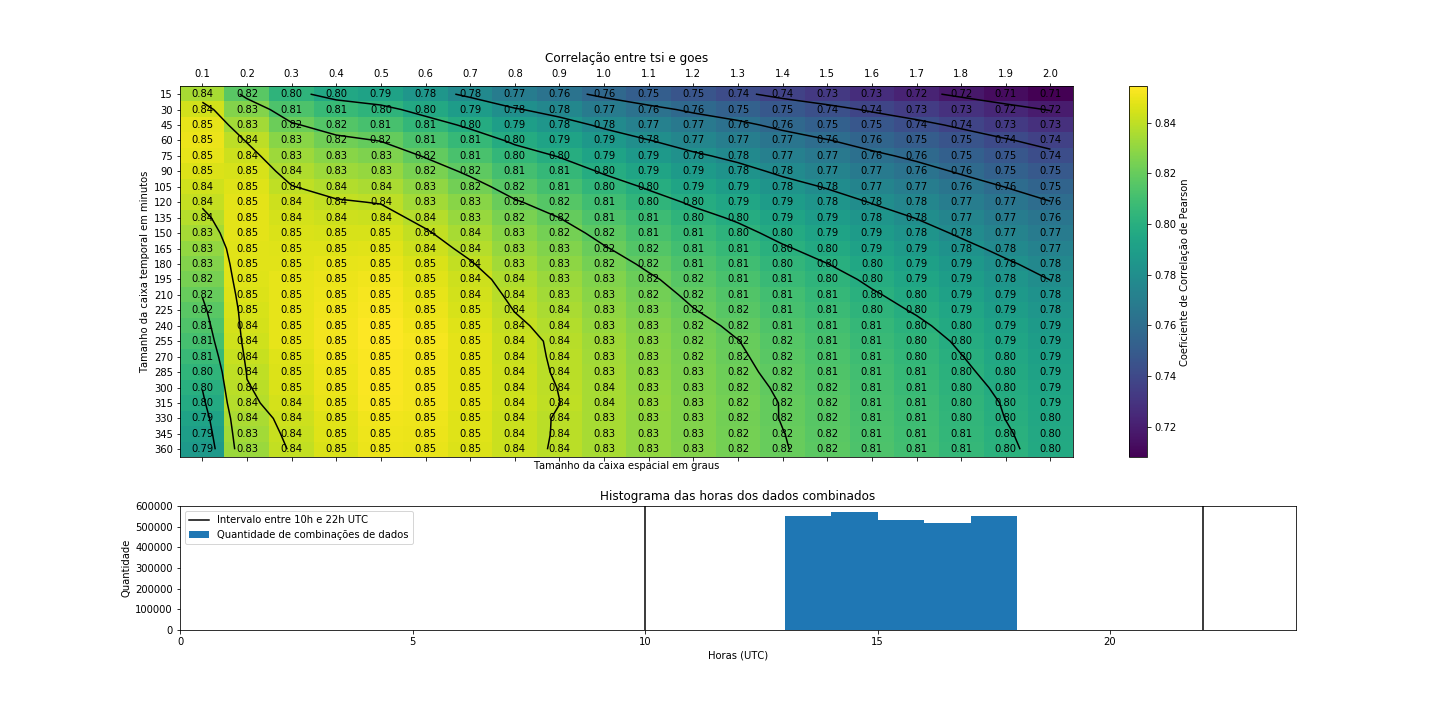 Correlação entre tsi e goes
0.1 0.2 0.3 0.4 0.5 0.6 0.7 0.8 0.9 1.0 1.1 1.2 1.3 1.4 1.5 1.6 1.7 1.8 1.9 2.0
15 0.84 0.82 0.80 0.80 0.79 0.78 0.78 0.77 0.76 0.76 0.75 0.75 0.74 0.74 0.73 0.73 0.72 0.72 0.71 0.71
30 0.84 0.83 0.81 0.81 0.80 0.80 0.79 0.78 0.78 0.77 0.76 0.76 0.75 0.75 0.74 0.74 0.73 0.73 0.72 0.72
45 0.85 0.84 0.82 0.82 0.81 0.81 0.80 0.79 0.78 0.78 0.77 0.77 0.76 0.76 0.75 0.75 0.74 0.74 0.73 0.73
60 0.85 0.84 0.83 0.82 0.82 0.81 0.81 0.80 0.79 0.79 0.78 0.77 0.77 0.77 0.76 0.76 0.75 0.75 0.74 0.74
75 0.85 0.84 0.83 0.83 0.83 0.82 0.81 0.80 0.80 0.79 0.79 0.78 0.78 0.77 0.77 0.76 0.76 0.75 0.75 0.74
90 0.85 0.85 0.84 0.83 0.83 0.82 0.82 0.81 0.81 0.80 0.79 0.79 0.78 0.78 0.77 0.77 0.76 0.76 0.75 0.75
105 0.84 0.85 0.84 0.84 0.84 0.83 0.82 0.82 0.81 0.80 0.80 0.79 0.79 0.78 0.78 0.77 0.77 0.76 0.76 0.75
120 0.84 0.85 0.84 0.84 0.84 0.83 0.83 0.82 0.82 0.81 0.80 0.80 0.79 0.79 0.78 0.78 0.78 0.77 0.77 0.76
135 0.84 0.85 0.84 0.84 0.84 0.84 0.83 0.82 0.82 0.81 0.81 0.80 0.80 0.79 0.79 0.78 0.78 0.77 0.77 0.76
150 0.83 0.85 0.85 0.85 0.85 0.84 0.83 0.83 0.82 0.82 0.81 0.81 0.80 0.80 0.79 0.79 0.78 0.78 0.77 0.77
165 0.83 0.85 0.85 0.85 0.85 0.84 0.84 0.83 0.83 0.82 0.82 0.81 0.81 0.80 0.80 0.79 0.79 0.78 0.78 0.77
180 0.83 0.85 0.85 0.85 0.85 0.85 0.84 0.83 0.83 0.82 0.82 0.81 0.81 0.80 0.80 0.80 0.79 0.79 0.78 0.78
195 0.82 0.85 0.85 0.85 0.85 0.85 0.84 0.84 0.83 0.83 0.82 0.82 0.81 0.81 0.80 0.80 0.79 0.79 0.78 0.78
210 0.82 0.85 0.85 0.85 0.85 0.85 0.84 0.84 0.83 0.83 0.82 0.82 0.81 0.81 0.81 0.80 0.80 0.79 0.79 0.78
225 0.82 0.85 0.85 0.85 0.85 0.85 0.84 0.84 0.84 0.83 0.83 0.82 0.82 0.81 0.81 0.80 0.80 0.79 0.79 0.78
240 0.81 0.84 0.85 0.85 0.85 0.85 0.84 0.84 0.84 0.83 0.83 0.82 0.82 0.81 0.81 0.81 0.80 0.80 0.79 0.79
255 0.81 0.84 0.85 0.85 0.85 0.85 0.85 0.84 0.84 0.83 0.83 0.82 0.82 0.82 0.81 0.81 0.80 0.80 0.79 0.79
270 0.81 0.84 0.85 0.85 0.85 0.85 0.85 0.84 0.84 0.83 0.83 0.83 0.82 0.82 0.81 0.81 0.80 0.80 0.80 0.79
285 0.80 0.84 0.85 0.85 0.85 0.85 0.85 0.84 0.84 0.83 0.83 0.83 0.82 0.82 0.81 0.81 0.81 0.80 0.80 0.79
300 0.80 0.84 0.84 0.85 0.85 0.85 0.85 0.84 0.84 0.84 0.83 0.83 0.82 0.82 0.81 0.81 0.81 0.80 0.80 0.79
315 0.80 0.84 0.84 0.85 0.85 0.85 0.85 0.84 0.84 0.84 0.83 0.83 0.82 0.82 0.82 0.81 0.81 0.80 0.80 0.79
330 0.79 0.83 0.84 0.85 0.85 0.85 0.85 0.84 0.84 0.83 0.83 0.83 0.82 0.82 0.82 0.81 0.81 0.80 0.80 0.80
345 0.79 0.83 0.84 0.85 0.85 0.85 0.85 0.84 0.84 0.83 0.83 0.83 0.82 0.82 0.82 0.81 0.81 0.81 0.80 0.80
360 0.79 0.83 0.84 0.85 0.85 0.85 0.84 0.84 0.84 0.83 0.83 0.83 0.82 0.82 0.82 0.81 0.81 0.81 0.80 0.80
Tamanho da caixa temporal em minutos
Tamanho da caixa espacial em graus
0.84
0.82
0.80
0.78
0.76
0.74
0.72
Coeficiente de Correlação de Pearson
Histograma das horas dos dados combinados
600000
500000
400000
300000
200000
100000
0
Quantidade
Intervalo entre 10h e 22h UTC
Quantidade de combinações de dados
0 5 10 15 20
Horas (UTC)